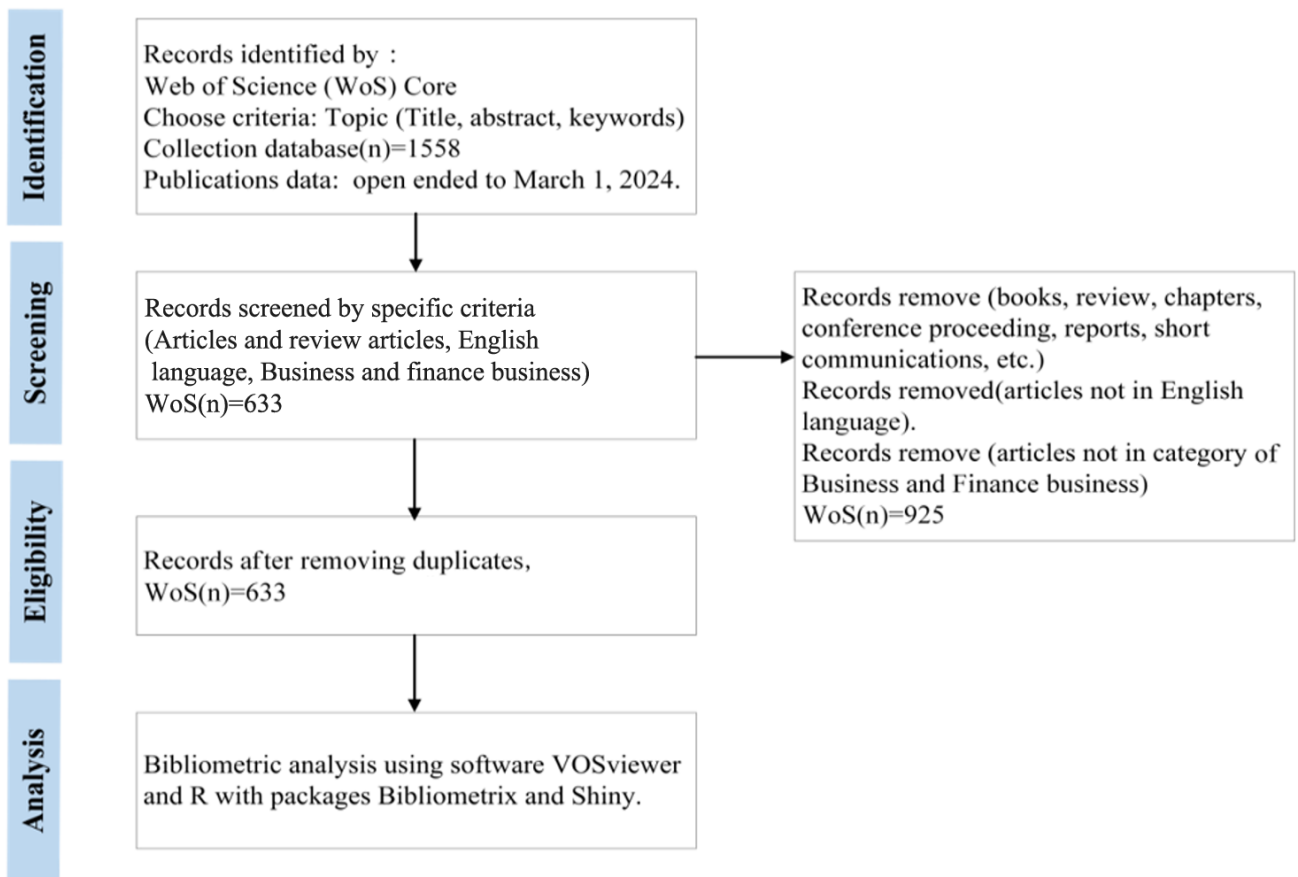 Identification
Records identified by :
Web of Science (WoS) Core
Choose criteria: Topic (Title, abstract, keywords)
Collection database(n)=1558
Publications data: open ended to March 1, 2024.
Screening
Records screened by specific criteria
(Articles and review articles, English
language, Business and finance business)
WoS(n)=633
Records remove (books, review, chapters,
conference proceeding, reports, short
communications, etc.)
Records removed(articles not in English
language).
Records remove (articles not in category of
Business and Finance business)
WoS(n)=925
Eligibility
Records after removing duplicates,
WoS(n)=633
Analysis
Bibliometric analysis using software VOSviewer
and R with packages Bibliometrix and Shiny.